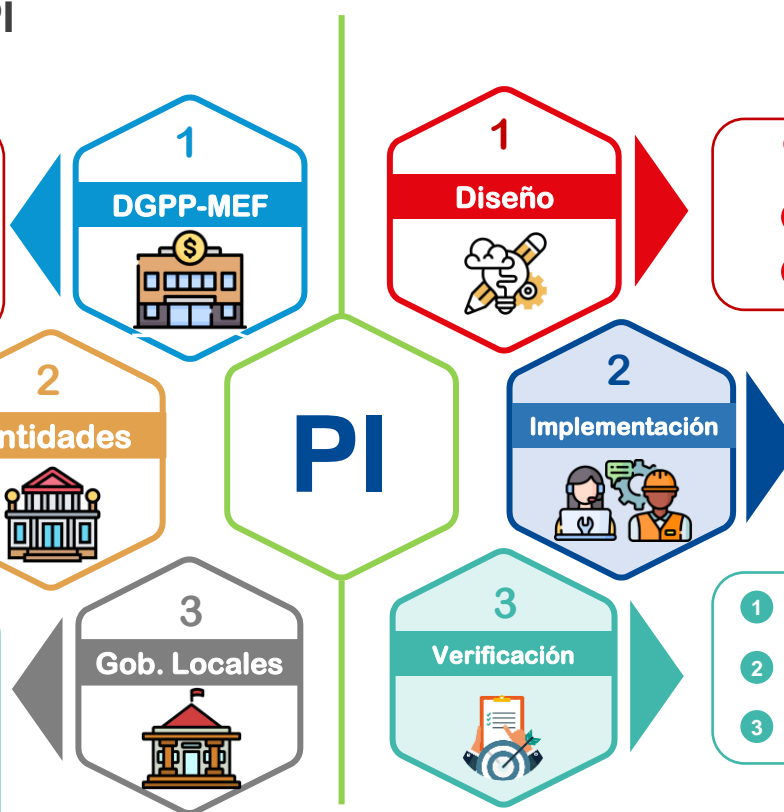 PI
1
DGPP-MEF
$
2
ntidades
3
Gob. Locales
PI
1
Diseño
2
Implementación
3
Verificación
1
2
3